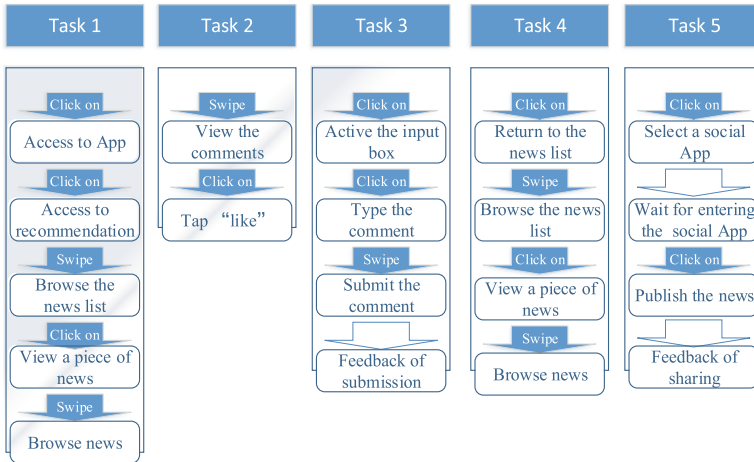 Task 1
Click on
Access to App
Click on
Access to
recommendation
Swipe
Browse the
news list
Click on
View a piece of
news
Swipe
Browse news
Task 2
Swipe
View the
comments
Click on
Tap “like”
Task 3
Click on
Active the input
box
Click on
Type the
comment
Swipe
Submit the
comment
Feedback of
submission
Task 4
Click on
Return to the
news list
Swipe
Browse the news
list
Click on
View a piece of
news
Swipe
Browse news
Task 5
Click on
Select a social
App
Wait for entering
the social App
Click on
Publish the news
Feedback of
sharing